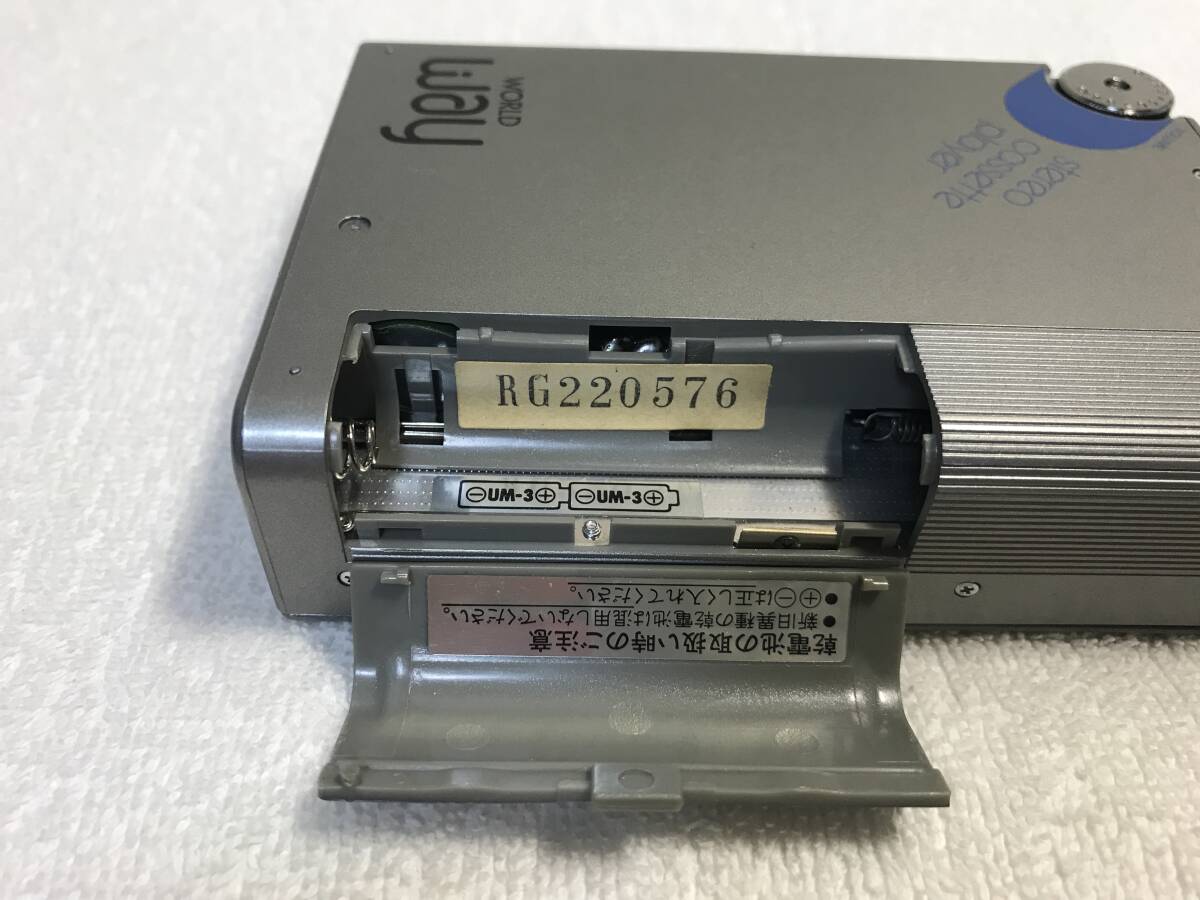 WORLD
Way
stereo
cassette
player
VOLUME
RG220576
⊖UM-3⊕ ⊖UM-3⊕
乾電池の取扱い時のご注意
●新旧異種の乾電池は混用しないでください。
●⊕⊖は正しく入れてください。